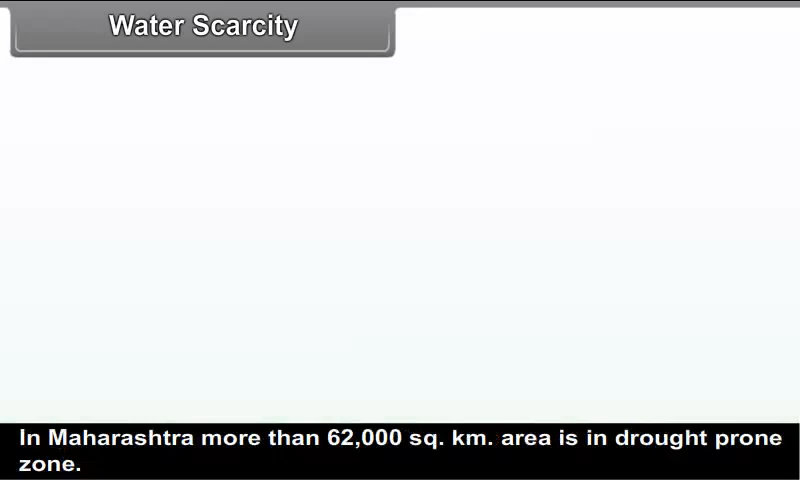 Water Scarcity
In Maharashtra more than 62,000 sq. km. area is in drought prone
zone.